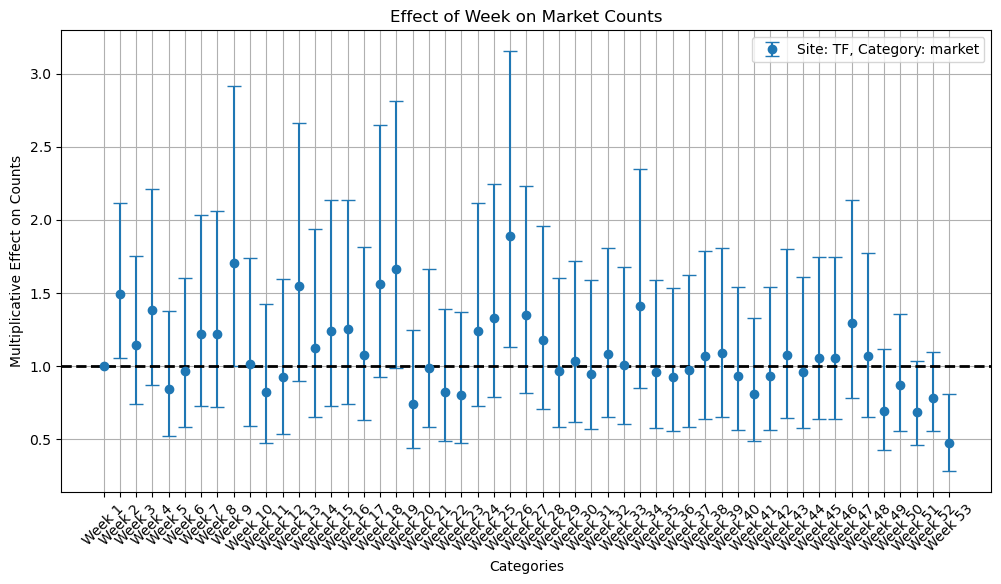 Effect of Week on Market Counts
Site: TF, Category: market
Multiplicative Effect on Counts
3.0
2.5
2.0
1.5
1.0
0.5
Week 1
Week 2
Week 3
Week 4
Week 5
Week 6
Week 7
Week 8
Week 9
Week 10
Week 11
Week 12
Week 13
Week 14
Week 15
Week 16
Week 17
Week 18
Week 19
Week 20
Week 21
Week 22
Week 23
Week 24
Week 25
Week 26
Week 27
Week 28
Week 29
Week 30
Week 31
Week 32
Week 33
Week 34
Week 35
Week 36
Week 37
Week 38
Week 39
Week 40
Week 41
Week 42
Week 43
Week 44
Week 45
Week 46
Week 47
Week 48
Week 49
Week 50
Week 51
Week 52
Week 53
Categories